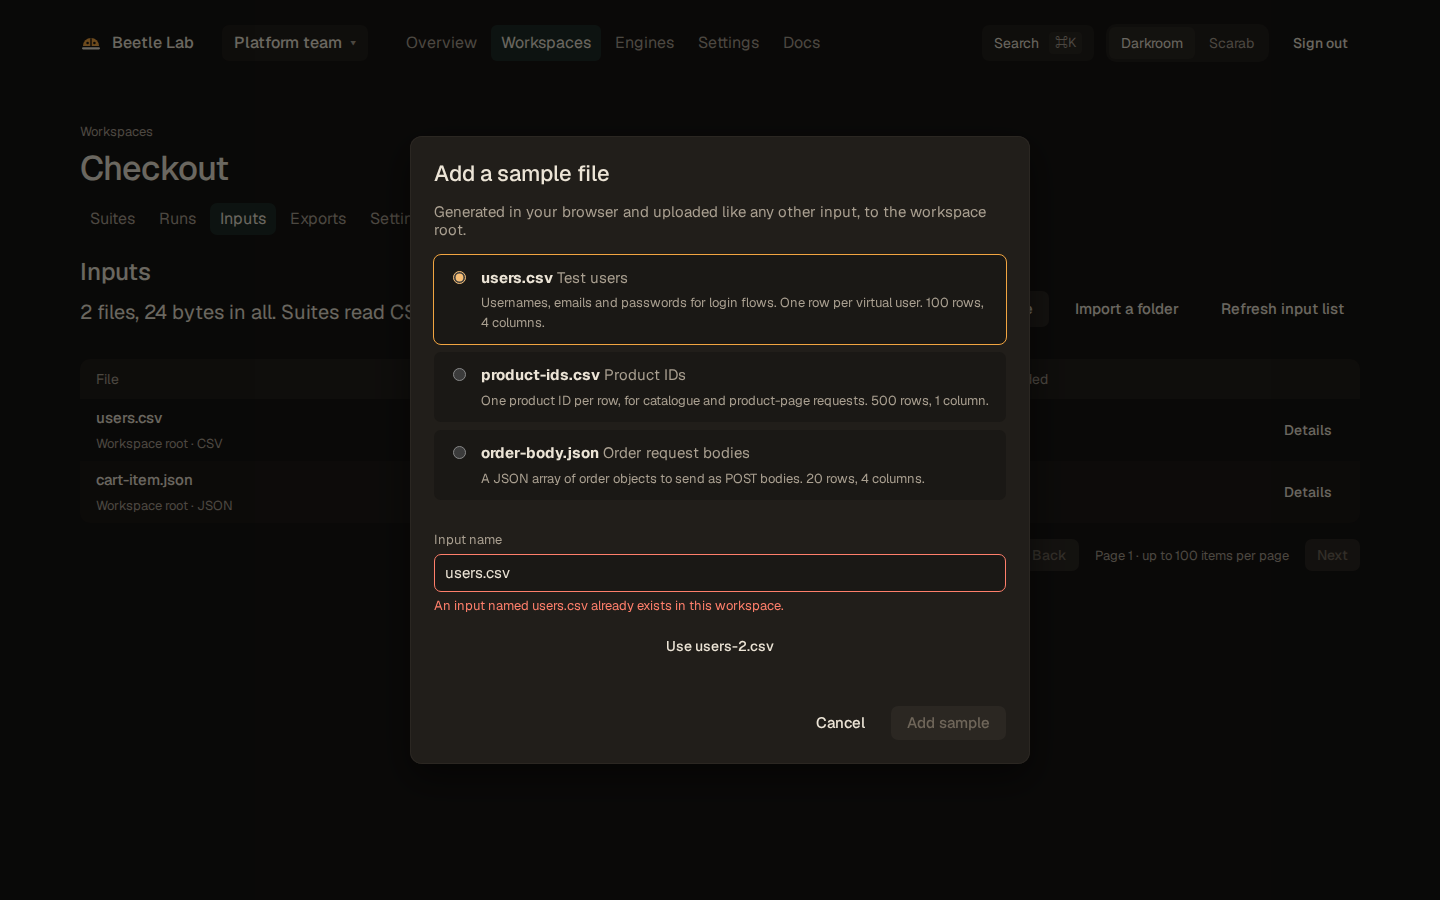 Beetle Lab
Platform team
Overview
Workspaces
Engines
Settings
Docs
Search ⌘K
Darkroom
Scarab
Sign out
Workspaces
Checkout
Suites
Runs
Inputs
Exports
Inputs
2 files, 24 bytes in all. Suites read
Import a folder
Refresh input list
File
users.csv
Workspace root · CSV
Details
cart-item.json
Workspace root · JSON
Details
Back
Page 1 · up to 100 items per page
Next
Add a sample file
Generated in your browser and uploaded like any other input, to the workspace
root.
users.csv Test users
Usernames, emails and passwords for login flows. One row per virtual user. 100 rows,
4 columns.
product-ids.csv Product IDs
One product ID per row, for catalogue and product-page requests. 500 rows, 1 column.
order-body.json Order request bodies
A JSON array of order objects to send as POST bodies. 20 rows, 4 columns.
Input name
users.csv
An input named users.csv already exists in this workspace.
Use users-2.csv
Cancel
Add sample